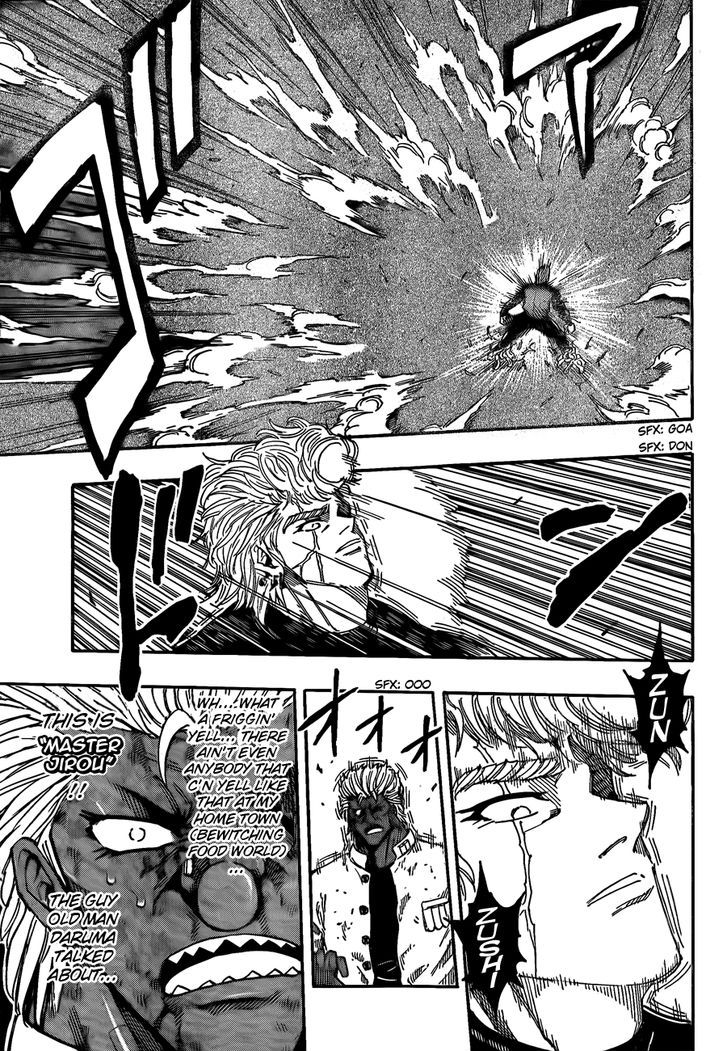 ゴアッ
SFX: GOA
SFX: DON
ドン
ZUN
ZUSHI
SFX: OOO
オオオ
WH... WHAT
A FRIGGIN'
YELL... THERE
AIN'T EVEN
ANYBODY THAT
C'N YELL LIKE
THAT AT MY
HOME TOWN
(BEWITCHING
FOOD WORLD)
...
THIS IS
"MASTER
JIROU"
!!
THE GUY
OLD MAN
DARUMA
TALKED
ABOUT...